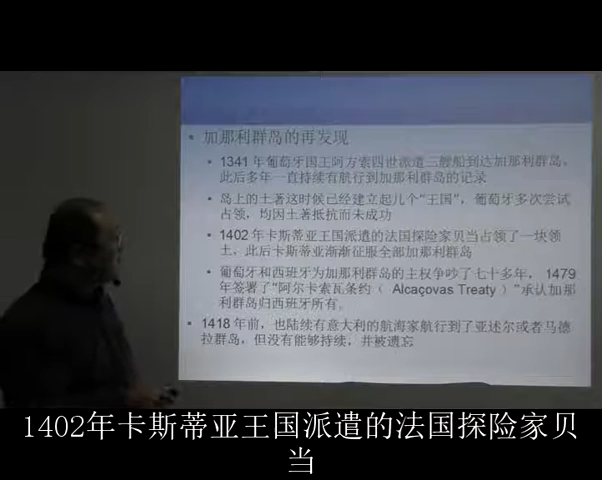 加那利群岛的再发现
1341 年葡萄牙国王阿方索四世派遣三艘船到达加那利群岛，
此后多年一直持续有航行到加那利群岛的记录
岛上的土著这时候已经建立起几个“王国”，葡萄牙多次尝试
占领，均因土著抵抗而未成功
1402 年卡斯蒂亚王国派遣的法国探险家贝当占领了一块领
土，此后卡斯蒂亚渐渐征服全部加那利群岛
葡萄牙和西班牙为加那利群岛的主权争吵了七十多年，1479
年签署了“阿尔卡索瓦条约（ Alcaçovas Treaty ）”承认加那
利群岛归西班牙所有。
1418 年前，也陆续有意大利的航海家航行到了亚述尔或者马德
拉群岛，但没有能够持续，并被遗忘
1402年卡斯蒂亚王国派遣的法国探险家贝
当